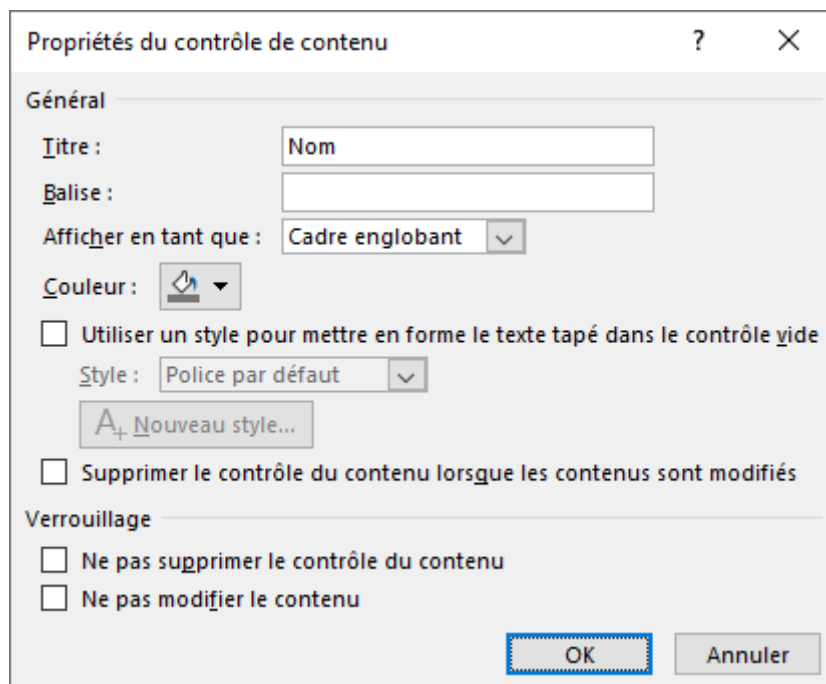 Propriétés du contrôle de contenu ? ×
Général
Titre : Nom
Balise :
Afficher en tant que : Cadre englobant
Couleur :
Utiliser un style pour mettre en forme le texte tapé dans le contrôle vide
Style : Police par défaut
A+ Nouveau style...
Supprimer le contrôle du contenu lorsque les contenus sont modifiés
Verrouillage
Ne pas supprimer le contrôle du contenu
Ne pas modifier le contenu
OK Annuler